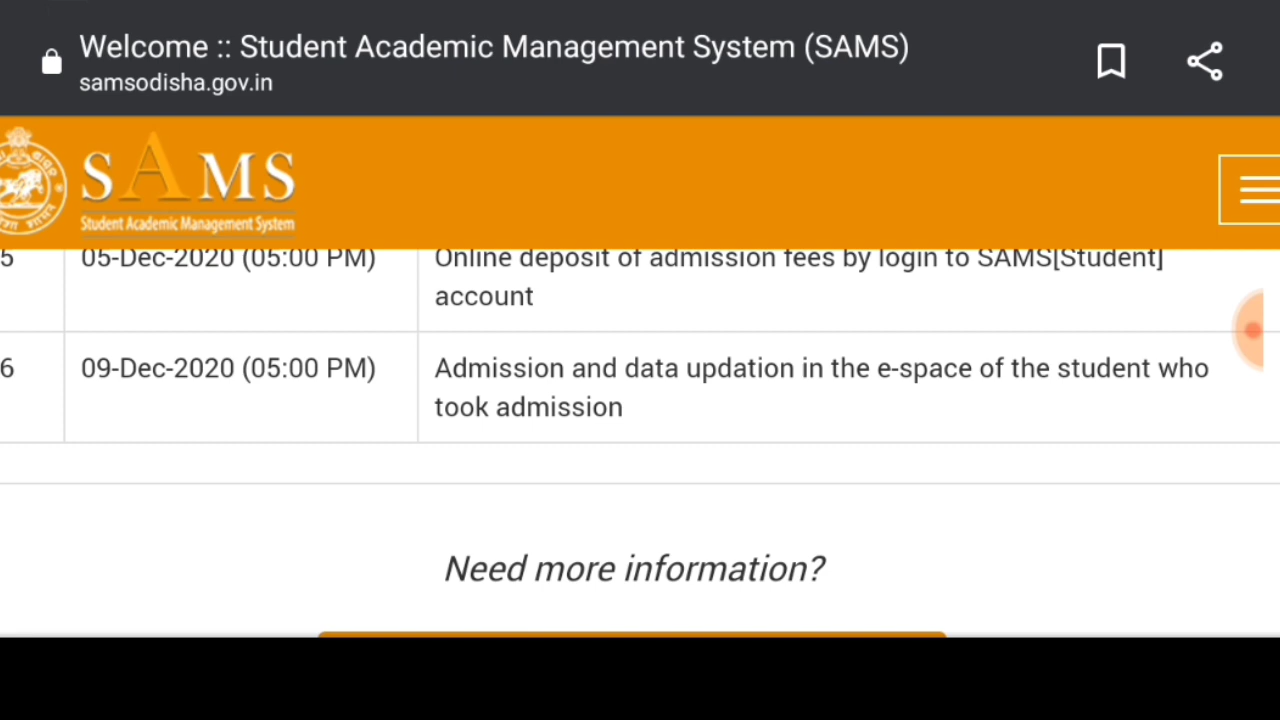 Welcome :: Student Academic Management System (SAMS)
samsodisha.gov.in
SAMS
Student Academic Management System
5 05-Dec-2020 (05:00 PM) Online deposit of admission fees by login to SAMS[Student]
account
6 09-Dec-2020 (05:00 PM) Admission and data updation in the e-space of the student who
took admission
Need more information?